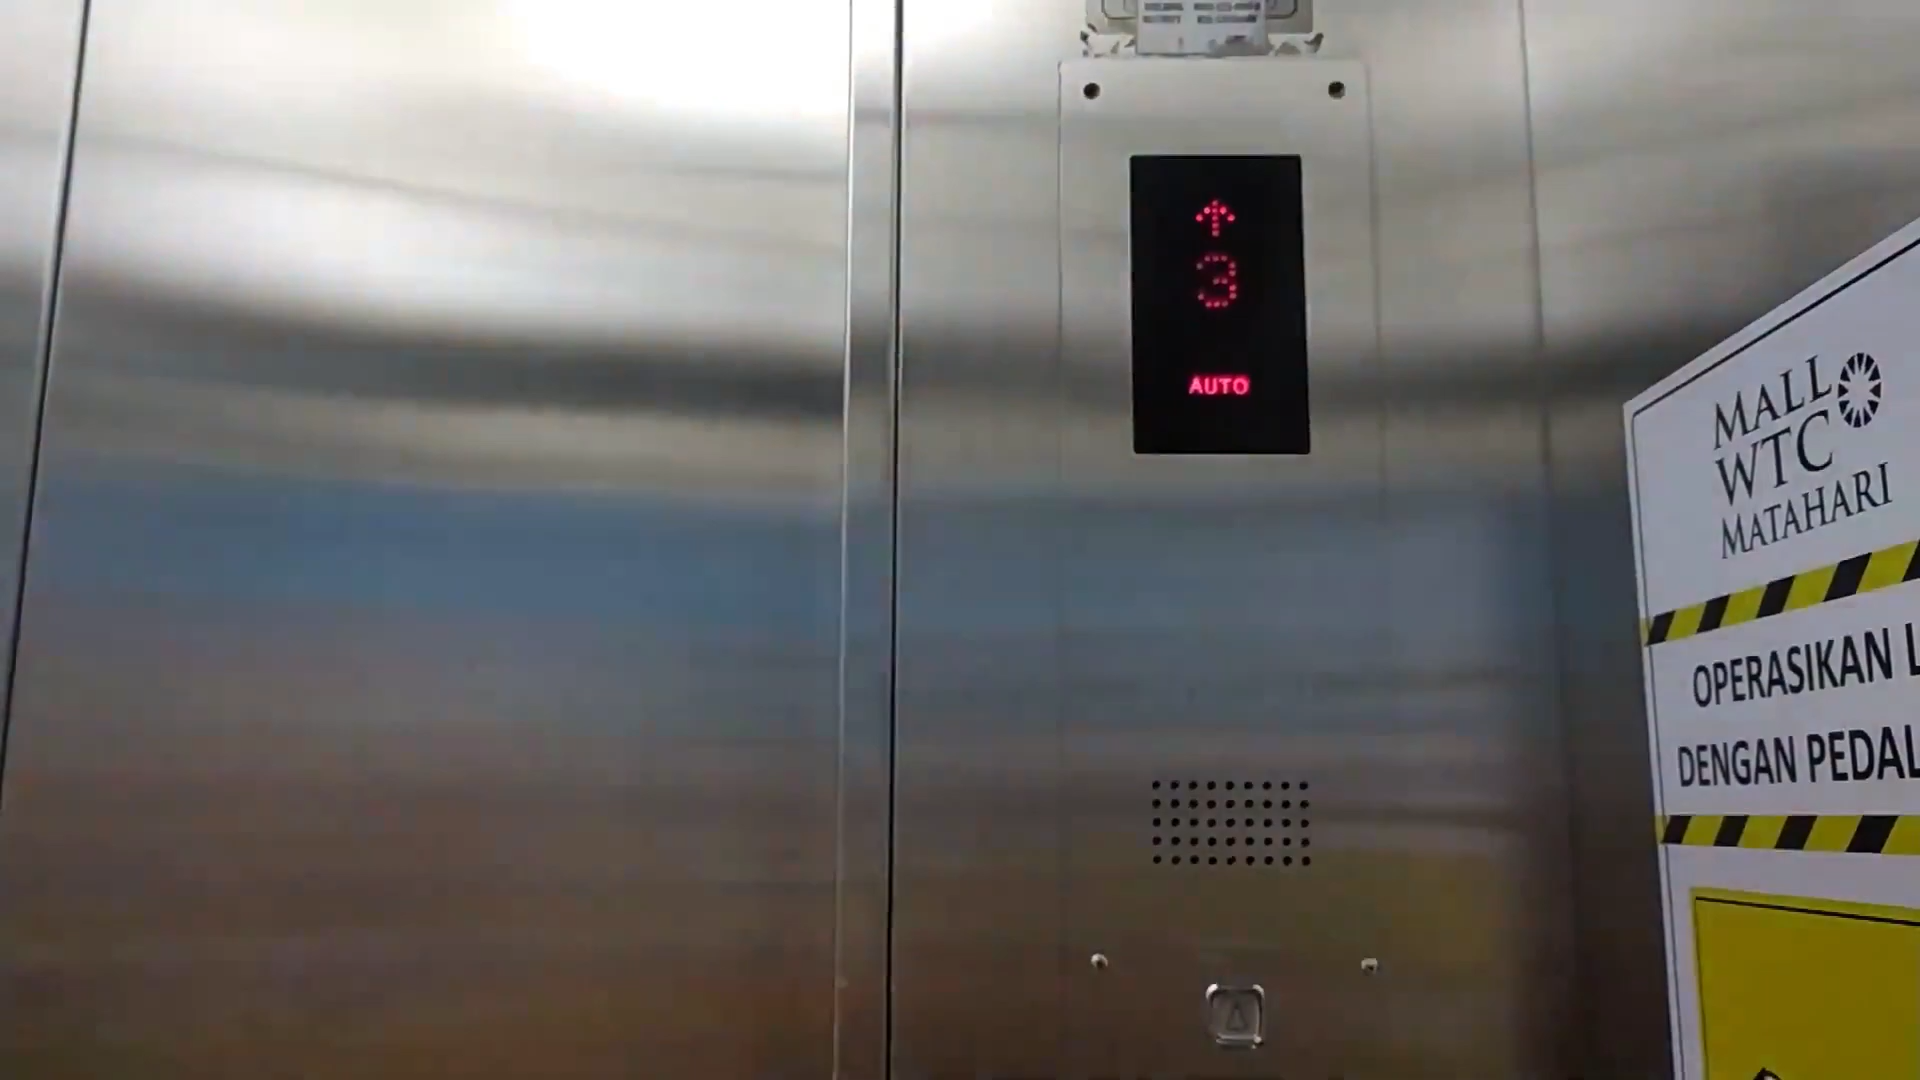 3
AUTO
MALL
WTC
MATAHARI
OPERASIKAN L
DENGAN PEDAL